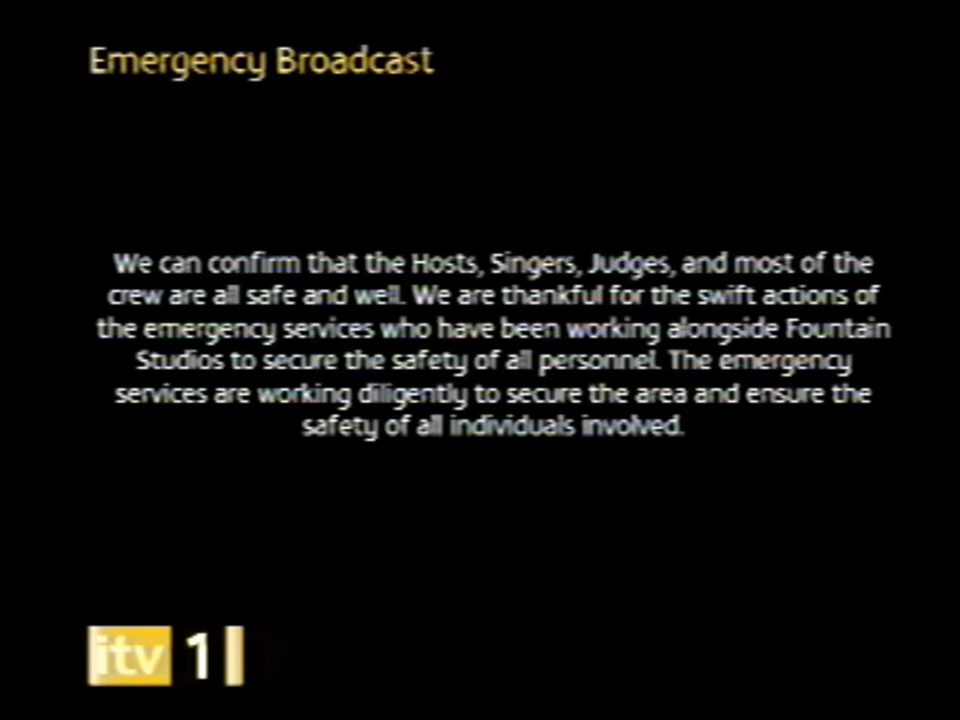 Emergency Broadcast
We can confirm that the Hosts, Singers, Judges, and most of the
crew are all safe and well. We are thankful for the swift actions of
the emergency services who have been working alongside Fountain
Studios to secure the safety of all personnel. The emergency
services are working diligently to secure the area and ensure the
safety of all individuals involved.
itv 1